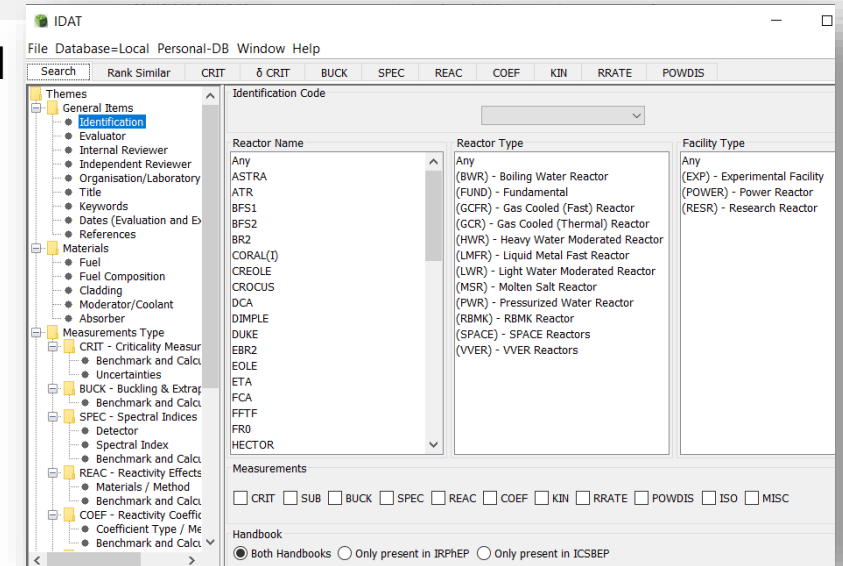 IDAT
File Database=Local Personal-DB Window Help
Search Rank Similar CRIT δ CRIT BUCK SPEC REAC COEF KIN RRATE POWDIS
Themes
General Items
Identification
Evaluator
Internal Reviewer
Independent Reviewer
Organisation/Laboratory
Title
Keywords
Dates (Evaluation and Ex
References
Materials
Fuel
Fuel Composition
Cladding
Moderator/Coolant
Absorber
Measurements Type
CRIT - Criticality Measur
Benchmark and Calcu
Uncertainties
BUCK - Buckling & Extrap
Benchmark and Calcu
SPEC - Spectral Indices
Detector
Spectral Index
Benchmark and Calcu
REAC - Reactivity Effects
Materials / Method
Benchmark and Calcu
COEF - Reactivity Coeffic
Coefficient Type / Me
Benchmark and Calcu
Identification Code
Reactor Name
Any
ASTRA
ATR
BFS1
BFS2
BR2
CORAL(I)
CREOLE
CROCUS
DCA
DIMPLE
DUKE
EBR2
EOLE
ETA
FCA
FFTF
FR0
HECTOR
Reactor Type
Any
(BWR) - Boiling Water Reactor
(FUND) - Fundamental
(GCFR) - Gas Cooled (Fast) Reactor
(GCR) - Gas Cooled (Thermal) Reactor
(HWR) - Heavy Water Moderated Reactor
(LMFR) - Liquid Metal Fast Reactor
(LWR) - Light Water Moderated Reactor
(MSR) - Molten Salt Reactor
(PWR) - Pressurized Water Reactor
(RBMK) - RBMK Reactor
(SPACE) - SPACE Reactors
(VVER) - VVER Reactors
Facility Type
Any
(EXP) - Experimental Facility
(POWER) - Power Reactor
(RESR) - Research Reactor
Measurements
CRIT SUB BUCK SPEC REAC COEF KIN RRATE POWDIS ISO MISC
Handbook
Both Handbooks Only present in IRPhEP Only present in ICSBEP